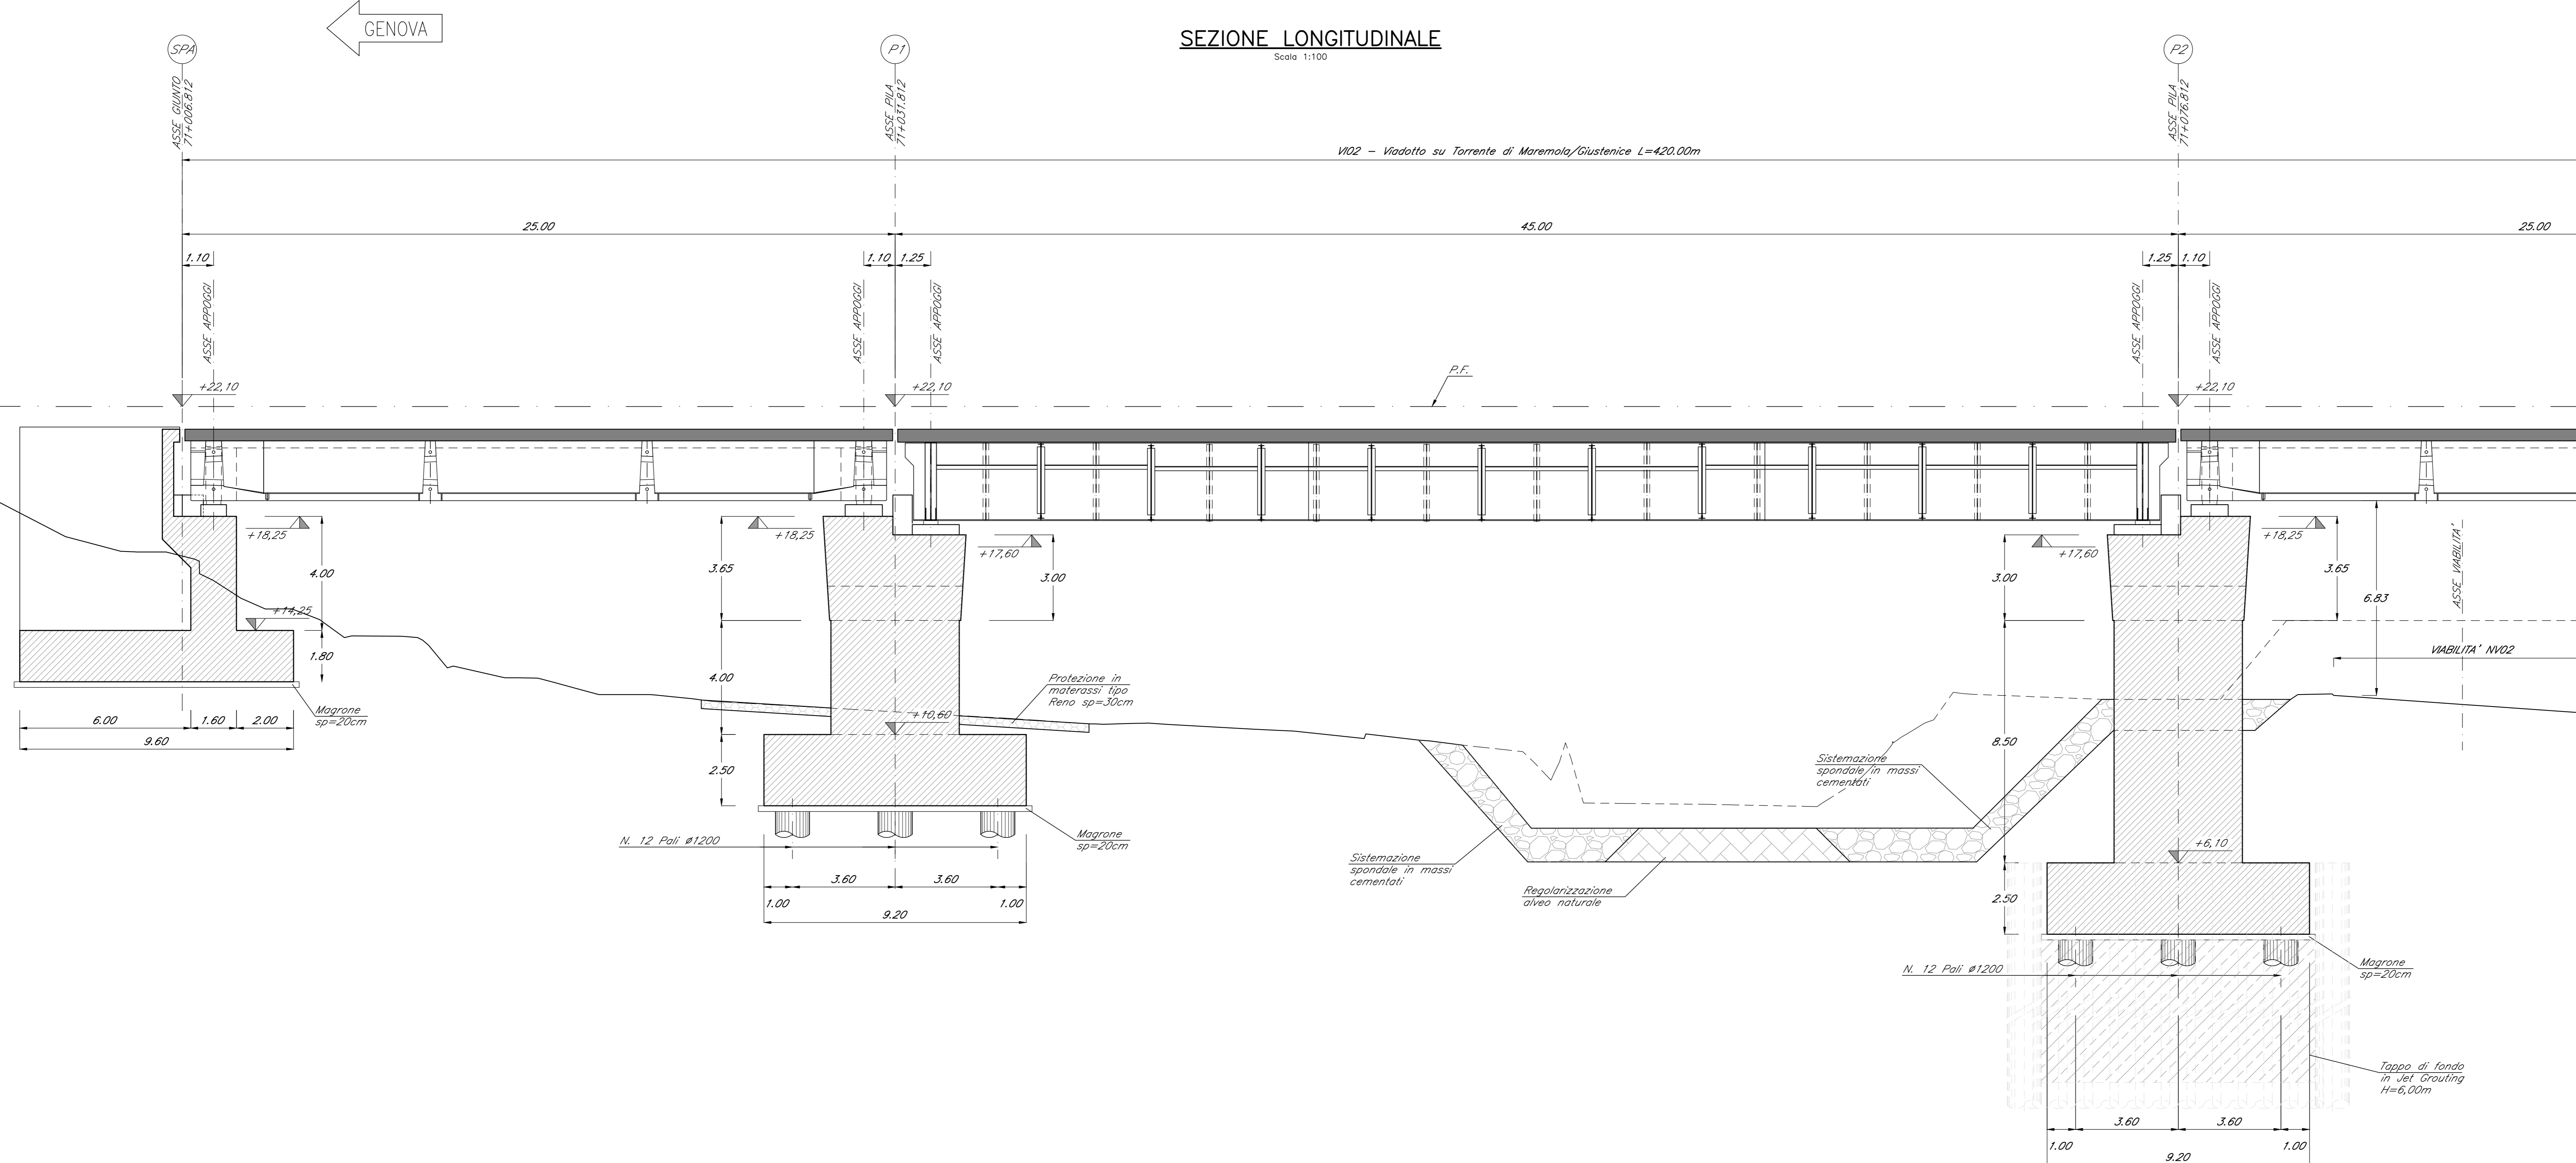 GENOVA
SEZIONE LONGITUDINALE
Scala 1:100
SPA
ASSE GIUNTO
71+006.812
P1
ASSE PILA
71+031.812
P2
ASSE PILA
71+076.812
VI02 - Viadotto su Torrente di Maremola/Giustenice L=420.00m
25.00
45.00
25.00
1.10
1.10
1.25
1.25
1.10
ASSE APPOGGI
ASSE APPOGGI
ASSE APPOGGI
ASSE APPOGGI
ASSE APPOGGI
P.F.
+22,10
+22,10
+22,10
+18,25
+18,25
+17,60
+17,60
+18,25
4.00
3.65
3.00
3.00
3.65
6.83
ASSE VIABILITA'
+14,25
1.80
VIABILITA' NV02
4.00
Protezione in
materassi tipo
Reno sp=30cm
Magrone
sp=20cm
6.00
1.60
2.00
9.60
+10,60
8.50
2.50
Sistemazione
spondale in massi
cementati
N. 12 Pali ø1200
Magrone
sp=20cm
+6,10
Sistemazione
spondale in massi
cementati
3.60
3.60
1.00
1.00
9.20
Regolarizzazione
alveo naturale
2.50
N. 12 Pali ø1200
Magrone
sp=20cm
Tappo di fondo
in Jet Grouting
H=6,00m
3.60
3.60
1.00
1.00
9.20